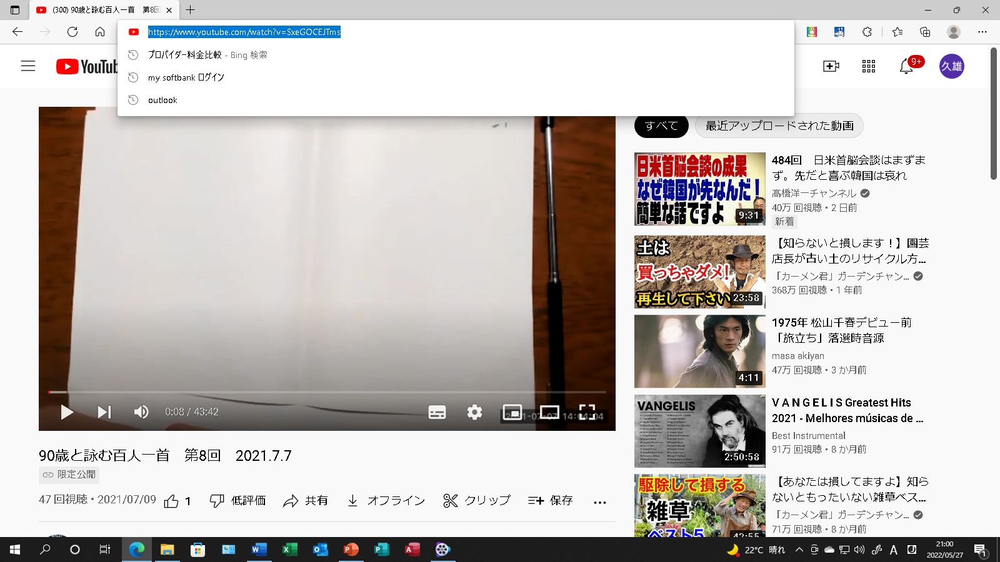 (300) 90歳と詠む百人一首　第8回
https://www.youtube.com/watch?v=SxeGOCEJTms
プロバイダー料金比較 - Bing 検索
my softbank ログイン
outlook
YouTub
9+
久雄
すべて
最近アップロードされた動画
日米首脳会談の成果
なぜ韓国が先なんだ！
簡単な話ですよ
9:31
484回　日米首脳会談はまずま
ず。先だと喜ぶ韓国は哀れ
髙橋洋一チャンネル
40万 回視聴・2 日前
新着
土は
買っちゃダメ!
再生して下さい
23:58
【知らないと損します！】園芸
店長が古い土のリサイクル方...
「カーメン君」ガーデンチャン...
368万 回視聴・1 年前
4:11
1975年 松山千春デビュー前
「旅立ち」落選時音源
masa akiyan
47万 回視聴・3 か月前
VANGELIS
2:50:58
V A N G E L I S Greatest Hits
2021 - Melhores músicas de ...
Best Instrumental
91万 回視聴・8 か月前
駆除して損する
雑草
ベスト5
42:55
【あなたは損してますよ】知ら
ないともったいない雑草ベス...
「カーメン君」ガーデンチャン...
71万 回視聴・8 か月前
0:08 / 43:42
2021-07-07 14:04:04
90歳と詠む百人一首　第8回　2021.7.7
限定公開
47 回視聴・2021/07/09
1
低評価
共有
オフライン
クリップ
保存
22℃ 晴れ
A
21:00
2022/05/27
1